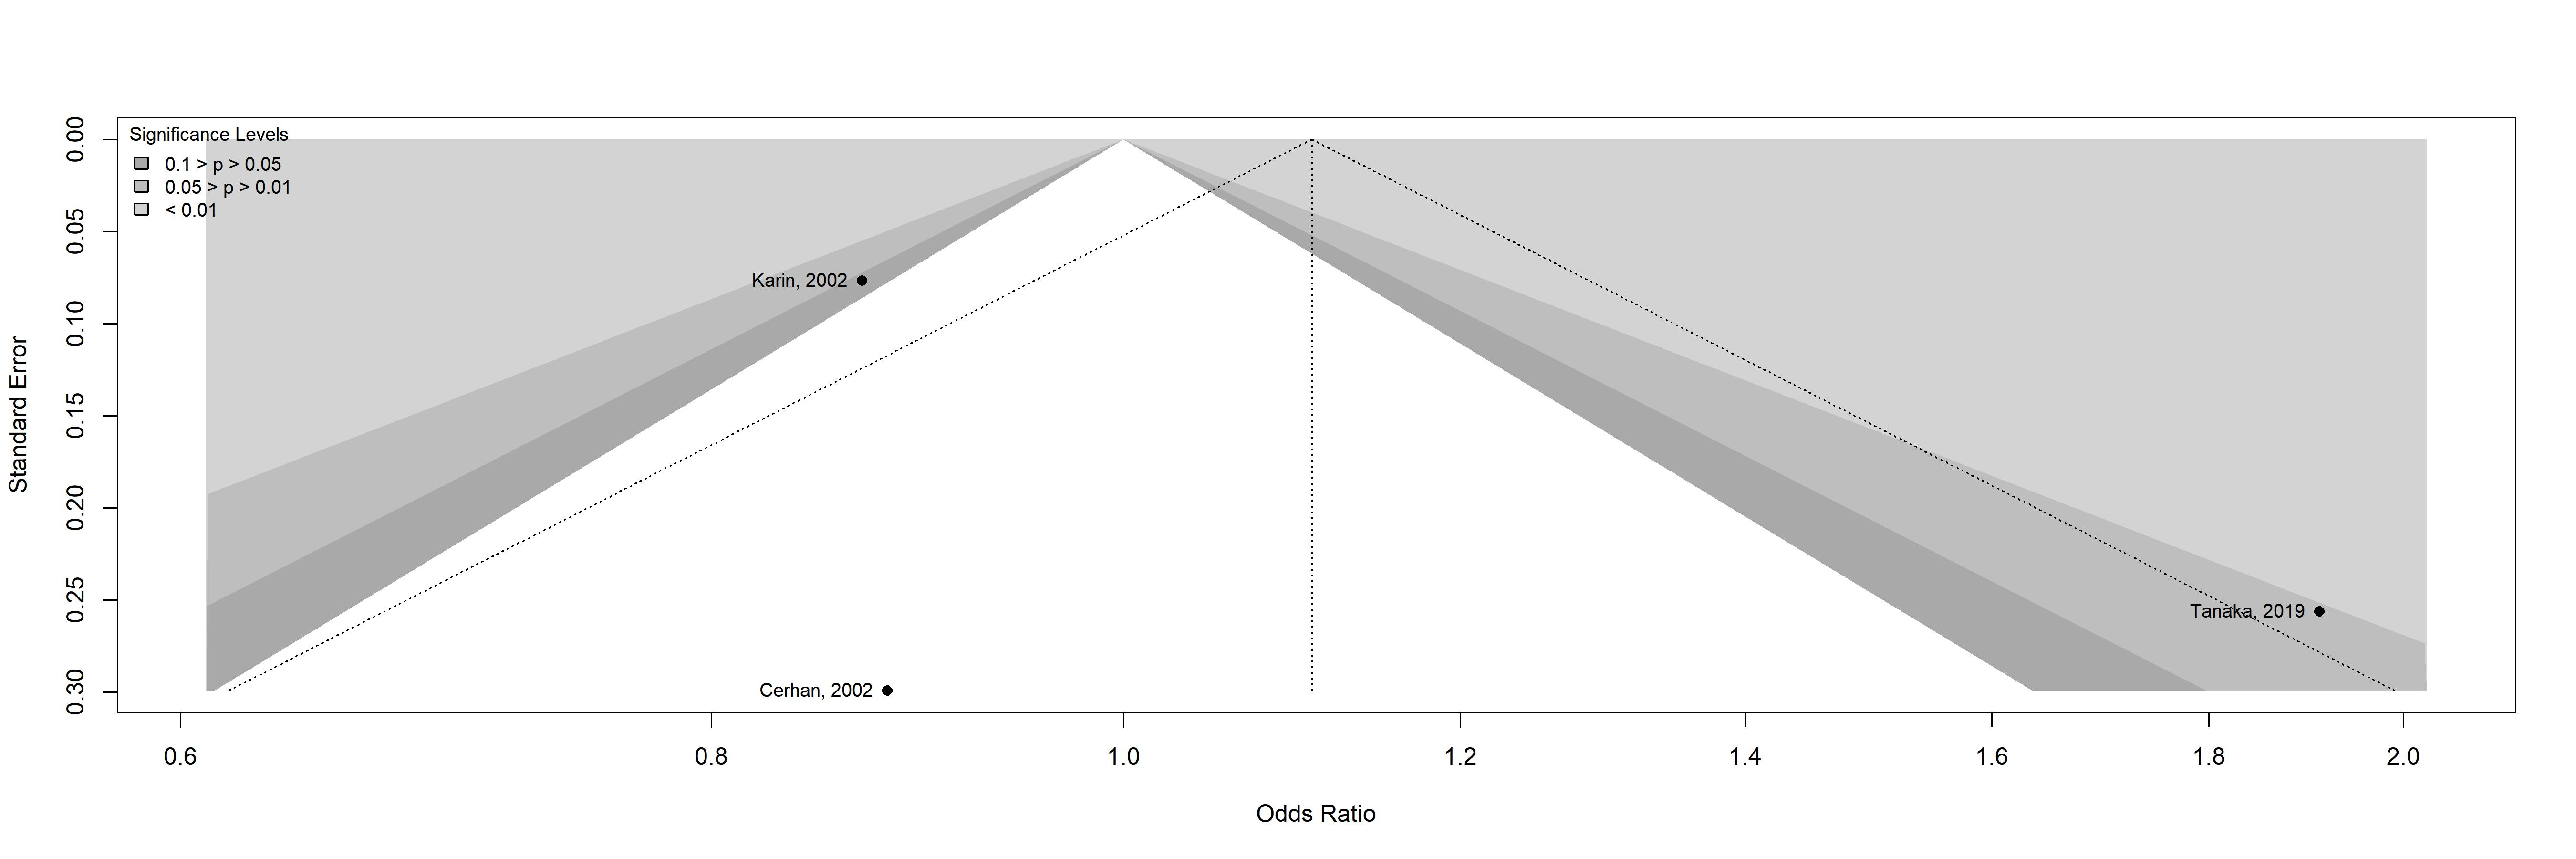 Significance Levels
0.1 > p > 0.05
0.05 > p > 0.01
< 0.01
Standard Error
0.00
0.05
0.10
0.15
0.20
0.25
0.30
Karin, 2002
Tanaka, 2019
Cerhan, 2002
0.6 0.8 1.0 1.2 1.4 1.6 1.8 2.0
Odds Ratio